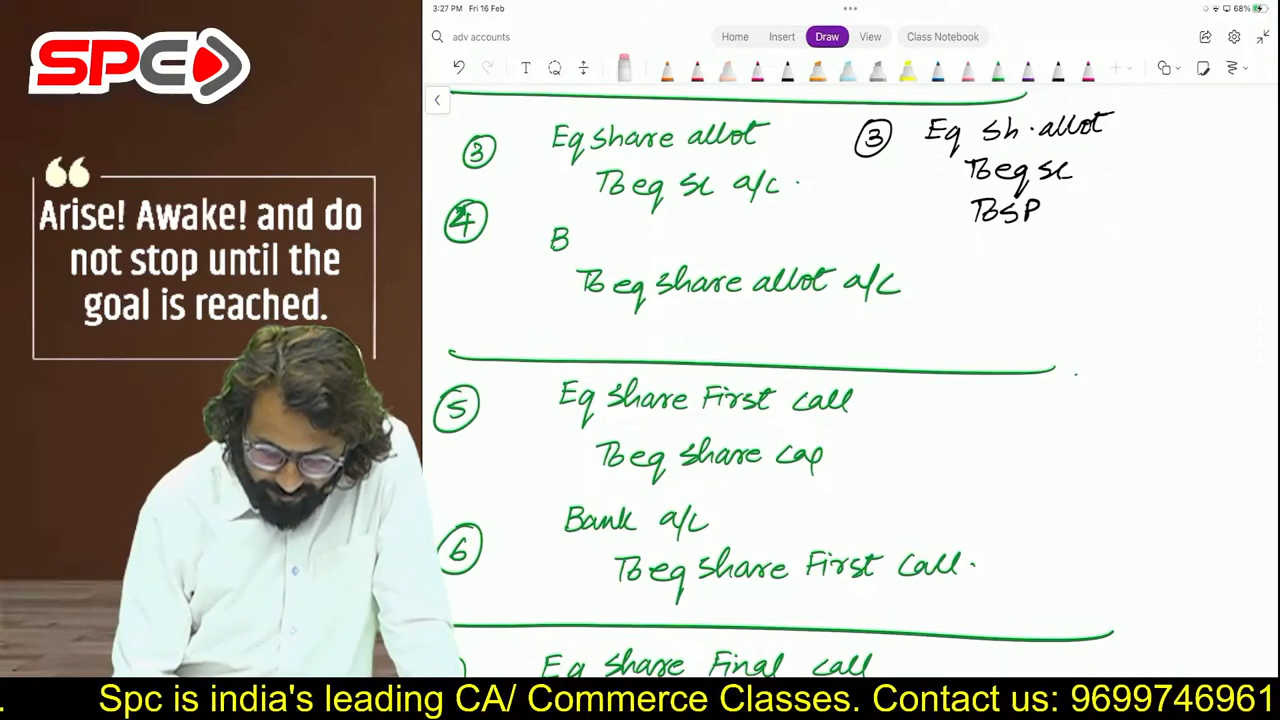 3:27 PM Fri 16 Feb
68%
SPC
adv accounts
Home Insert Draw View Class Notebook
Arise! Awake! and do
not stop until the
goal is reached.
③ Eq share allot
To eq sc a/c.
④ B
To eq share allot a/c
③ Eq sh. allot
To eq sc
To SP
⑤ Eq share First call
To eq share cap
⑥ Bank a/c
To eq share First call.
Eq share Final call
. Spc is india's leading CA/ Commerce Classes. Contact us: 9699746961